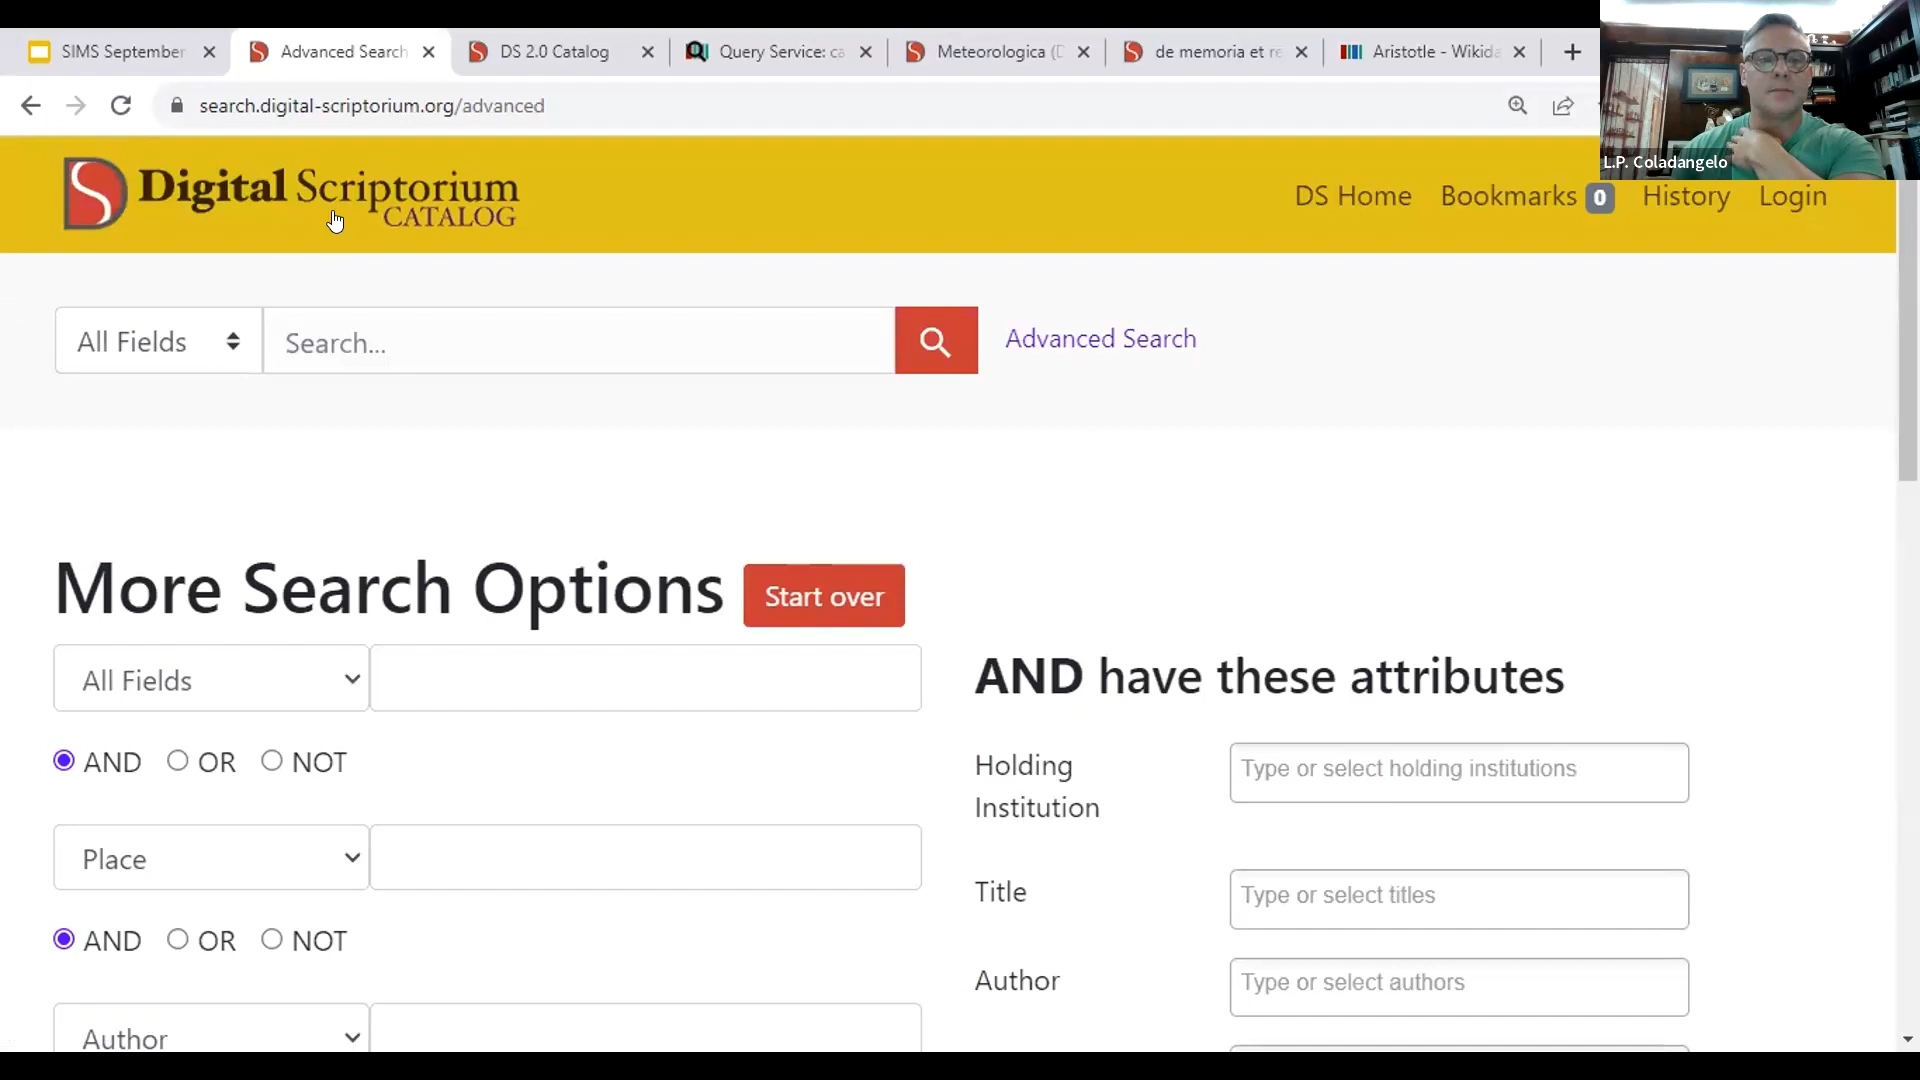 SIMS September
Advanced Search
DS 2.0 Catalog
Query Service: ca
Meteorologica (D
de memoria et re
Aristotle - Wikida
search.digital-scriptorium.org/advanced
L.P. Coladangelo
Digital Scriptorium
CATALOG
DS Home
Bookmarks 0
History
Login
All Fields
Search...
Advanced Search
More Search Options
Start over
All Fields
AND OR NOT
Place
AND OR NOT
Author
AND have these attributes
Holding
Institution
Type or select holding institutions
Title
Type or select titles
Author
Type or select authors